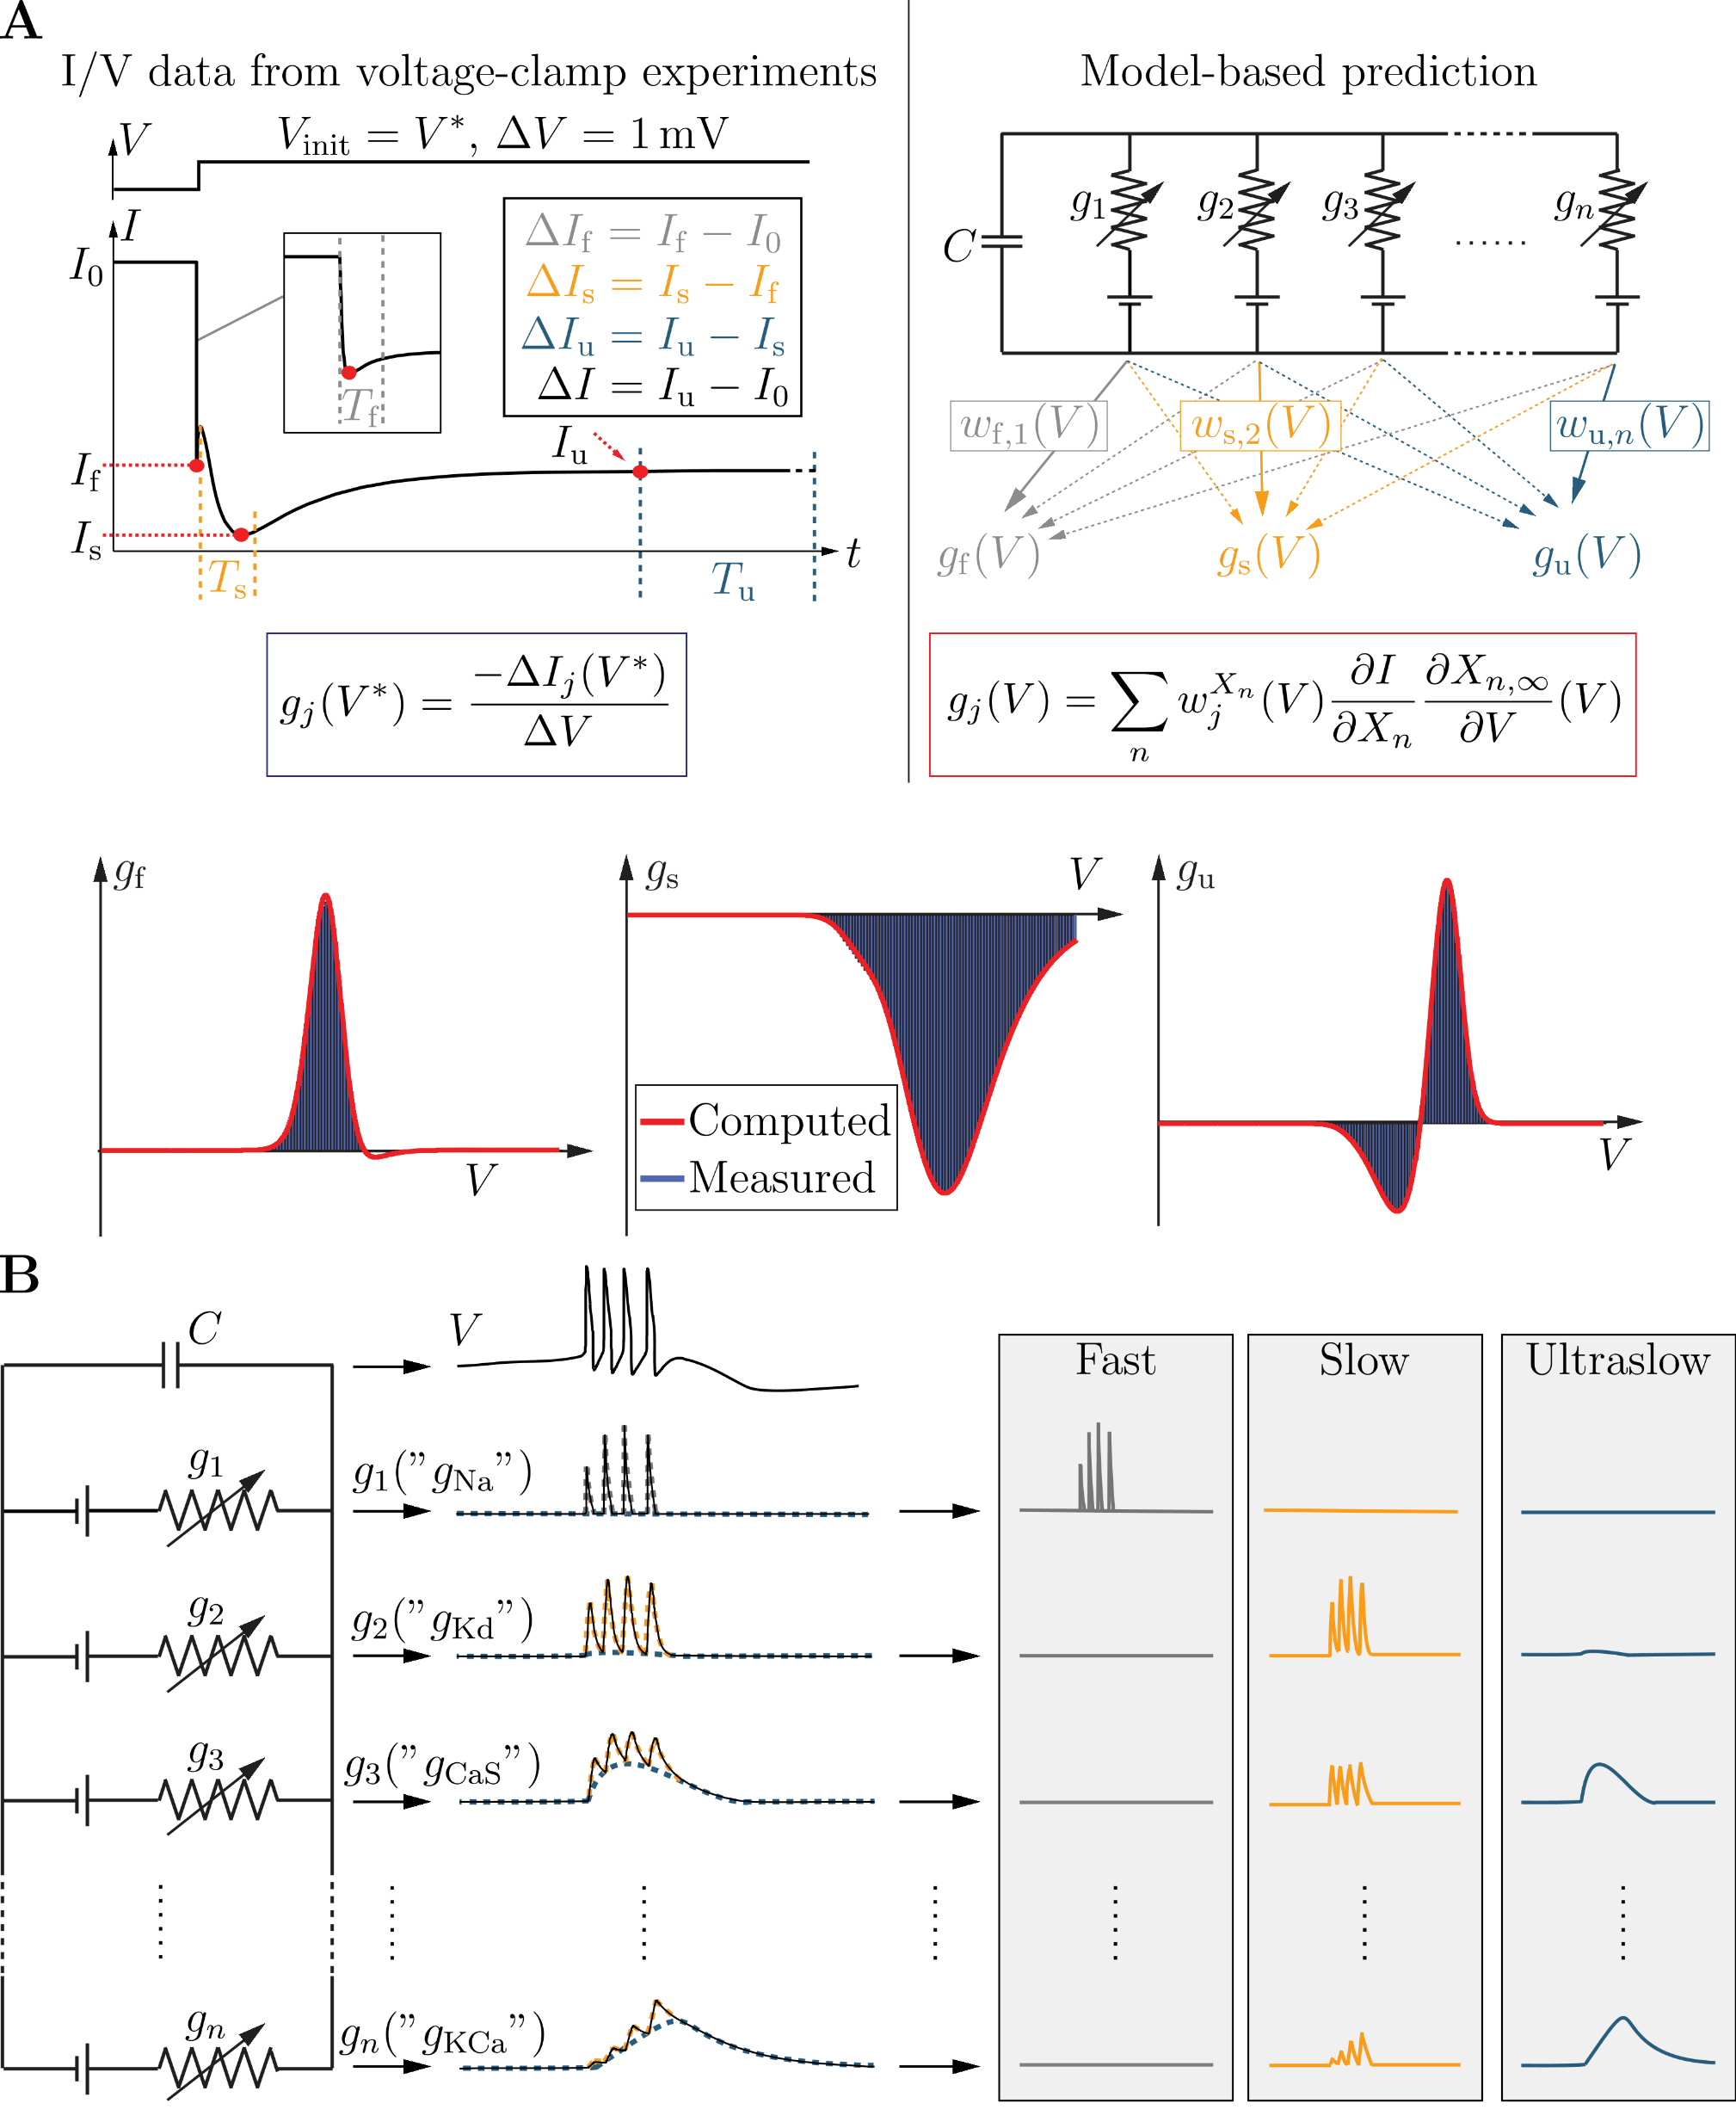 A
I/V data from voltage-clamp experiments
V
V_init = V*, ΔV = 1 mV
I
I_0
ΔI_f = I_f − I_0
ΔI_s = I_s − I_f
ΔI_u = I_u − I_s
ΔI = I_u − I_0
T_f
I_u
I_f
I_s
t
T_s
T_u
g_j(V*) = −ΔI_j(V*) / ΔV
Model-based prediction
C
g_1
g_2
g_3
......
g_n
w_f,1(V)
w_s,2(V)
w_u,n(V)
g_f(V)
g_s(V)
g_u(V)
g_j(V) = ∑_n w_j^{X_n}(V) ∂I/∂X_n ∂X_{n,∞}/∂V (V)
g_f
V
g_s
V
Computed
Measured
g_u
V
B
C
V
Fast
Slow
Ultraslow
g_1
g_1("g_Na")
g_2
g_2("g_Kd")
g_3
g_3("g_CaS")
g_n
g_n("g_KCa")